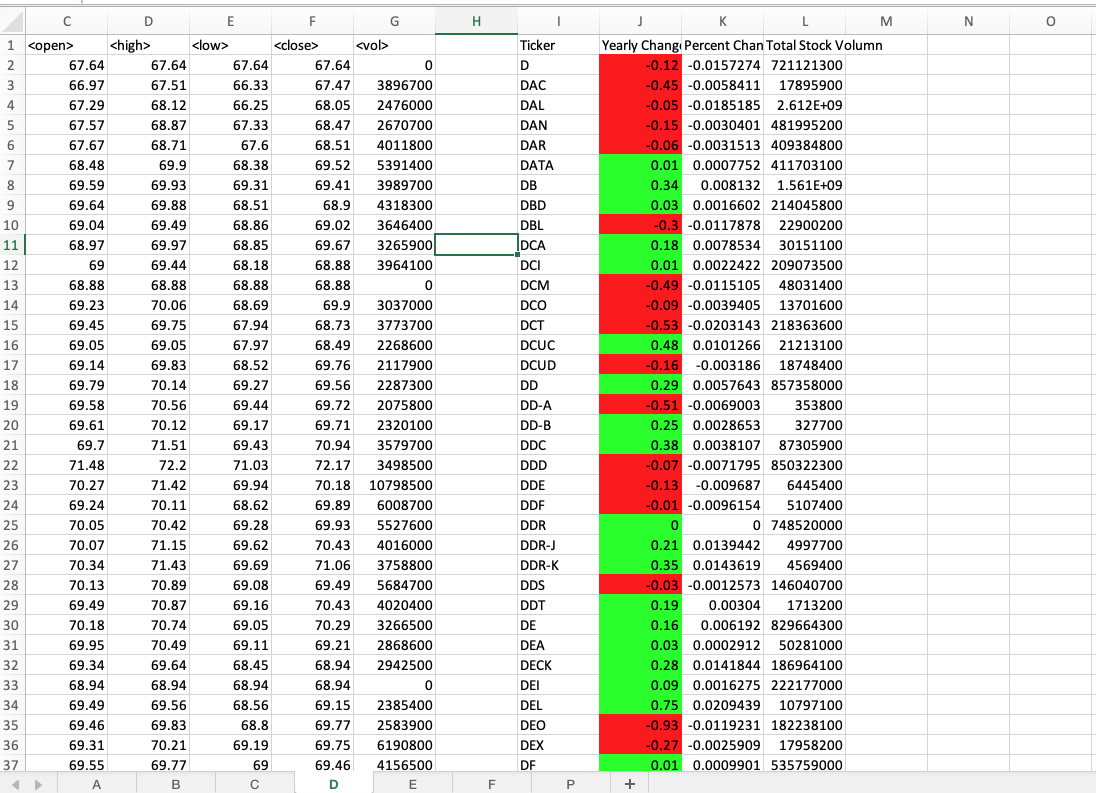 C D E F G H I J K L M N O
1 <open> <high> <low> <close> <vol> Ticker Yearly Chang Percent Chan Total Stock Volumn
2 67.64 67.64 67.64 67.64 0 D -0.12 -0.0157274 721121300
3 66.97 67.51 66.33 67.47 3896700 DAC -0.45 -0.0058411 17895900
4 67.29 68.12 66.25 68.05 2476000 DAL -0.05 -0.0185185 2.612E+09
5 67.57 68.87 67.33 68.47 2670700 DAN -0.15 -0.0030401 481995200
6 67.67 68.71 67.6 68.51 4011800 DAR -0.06 -0.0031513 409384800
7 68.48 69.9 68.38 69.52 5391400 DATA 0.01 0.0007752 411703100
8 69.59 69.93 69.31 69.41 3989700 DB 0.34 0.008132 1.561E+09
9 69.64 69.88 68.51 68.9 4318300 DBD 0.03 0.0016602 214045800
10 69.04 69.49 68.86 69.02 3646400 DBL -0.3 -0.0117878 22900200
11 68.97 69.97 68.85 69.67 3265900 DCA 0.18 0.0078534 30151100
12 69 69.44 68.18 68.88 3964100 DCI 0.01 0.0022422 209073500
13 68.88 68.88 68.88 68.88 0 DCM -0.49 -0.0115105 48031400
14 69.23 70.06 68.69 69.9 3037000 DCO -0.09 -0.0039405 13701600
15 69.45 69.75 67.94 68.73 3773700 DCT -0.53 -0.0203143 218363600
16 69.05 69.05 67.97 68.49 2268600 DCUC 0.48 0.0101266 21213100
17 69.14 69.83 68.52 69.76 2117900 DCUD -0.16 -0.003186 18748400
18 69.79 70.14 69.27 69.56 2287300 DD 0.29 0.0057643 857358000
19 69.58 70.56 69.44 69.72 2075800 DD-A -0.51 -0.0069003 353800
20 69.61 70.12 69.17 69.71 2320100 DD-B 0.25 0.0028653 327700
21 69.7 71.51 69.43 70.94 3579700 DDC 0.38 0.0038107 87305900
22 71.48 72.2 71.03 72.17 3498500 DDD -0.07 -0.0071795 850322300
23 70.27 71.42 69.94 70.18 10798500 DDE -0.13 -0.009687 6445400
24 69.24 70.11 68.62 69.89 6008700 DDF -0.01 -0.0096154 5107400
25 70.05 70.42 69.28 69.93 5527600 DDR 0 0 748520000
26 70.07 71.15 69.62 70.43 4016000 DDR-J 0.21 0.0139442 4997700
27 70.34 71.43 69.69 71.06 3758800 DDR-K 0.35 0.0143619 4569400
28 70.13 70.89 69.08 69.49 5684700 DDS -0.03 -0.0012573 146040700
29 69.49 70.87 69.16 70.43 4020400 DDT 0.19 0.00304 1713200
30 70.18 70.74 69.05 70.29 3266500 DE 0.16 0.006192 829664300
31 69.95 70.49 69.11 69.21 2868600 DEA 0.03 0.0002912 50281000
32 69.34 69.64 68.45 68.94 2942500 DECK 0.28 0.0141844 186964100
33 68.94 68.94 68.94 68.94 0 DEI 0.09 0.0016275 222177000
34 69.49 69.56 68.56 69.15 2385400 DEL 0.75 0.0209439 10797100
35 69.46 69.83 68.8 69.77 2583900 DEO -0.93 -0.0119231 182238100
36 69.31 70.21 69.19 69.75 6190800 DEX -0.27 -0.0025909 17958200
37 69.55 69.77 69 69.46 4156500 DF 0.01 0.0009901 535759000
A B C D E F P +